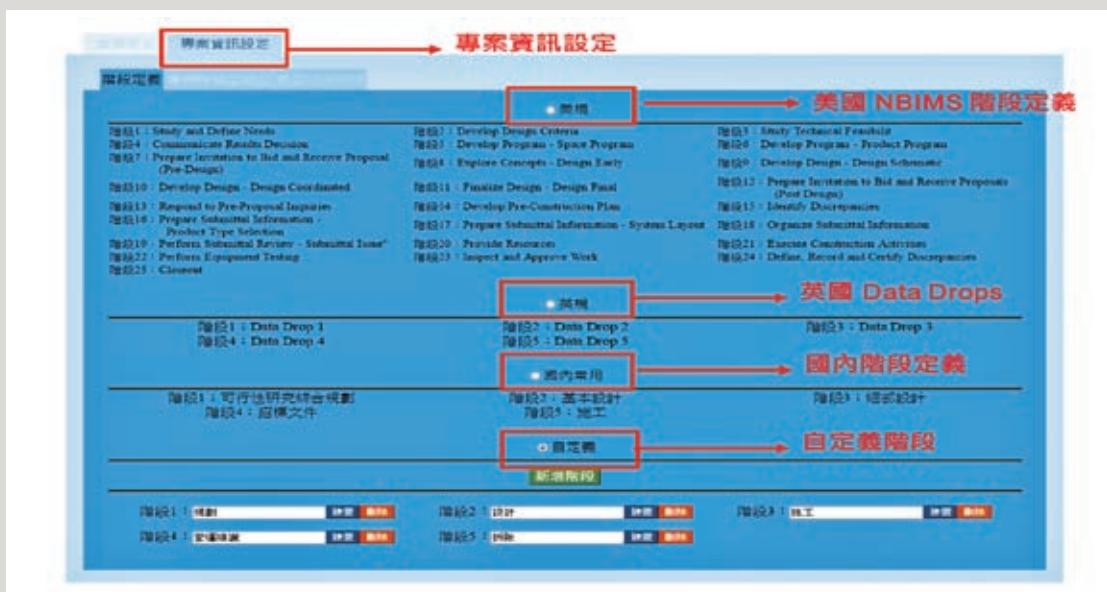 專案資訊設定 專案資訊設定
階段定義
美規 美國 NBIMS 階段定義
階段1：Study and Define Needs 階段2：Develop Design Criteria 階段3：Study Technical Feasibile
階段4：Communicate Results Decision 階段5：Develop Program - Space Program 階段6：Develop Program - Product Program
階段7：Prepare Invitation to Bid and Receive Proposal
(Pre-Design) 階段8：Explore Concepts - Design Early 階段9：Develop Design - Design Schematic
階段10：Develop Design - Design Coordinated 階段11：Finalize Design - Design Final 階段12：Prepare Invitation to Bid and Receive Proposals
(Post Design)
階段13：Respond to Pre-Proposal Inquiries 階段14：Develop Pre-Construction Plan 階段15：Identify Discrepancies
階段16：Prepare Submittal Information -
Product Type Selection 階段17：Prepare Submittal Information - System Layout 階段18：Organize Submittal Information
階段19：Perform Submittal Review - Submittal Issue" 階段20：Provide Resources 階段21：Execute Construction Activities
階段22：Perform Equipment Testing 階段23：Inspect and Approve Work 階段24：Define, Record and Certify Discrepancies
階段25：Closeout
英規 英國 Data Drops
階段1：Data Drop 1 階段2：Data Drop 2 階段3：Data Drop 3
階段4：Data Drop 4 階段5：Data Drop 5
國內常用 國內階段定義
階段1：可行性研究綜合規劃 階段2：基本設計 階段3：細部設計
階段4：招標文件 階段5：施工
自定義 自定義階段
新增階段
階段1：規劃 刪除 階段2：設計 刪除 階段3：施工 刪除
階段4：營運維護 刪除 階段5：拆除 刪除